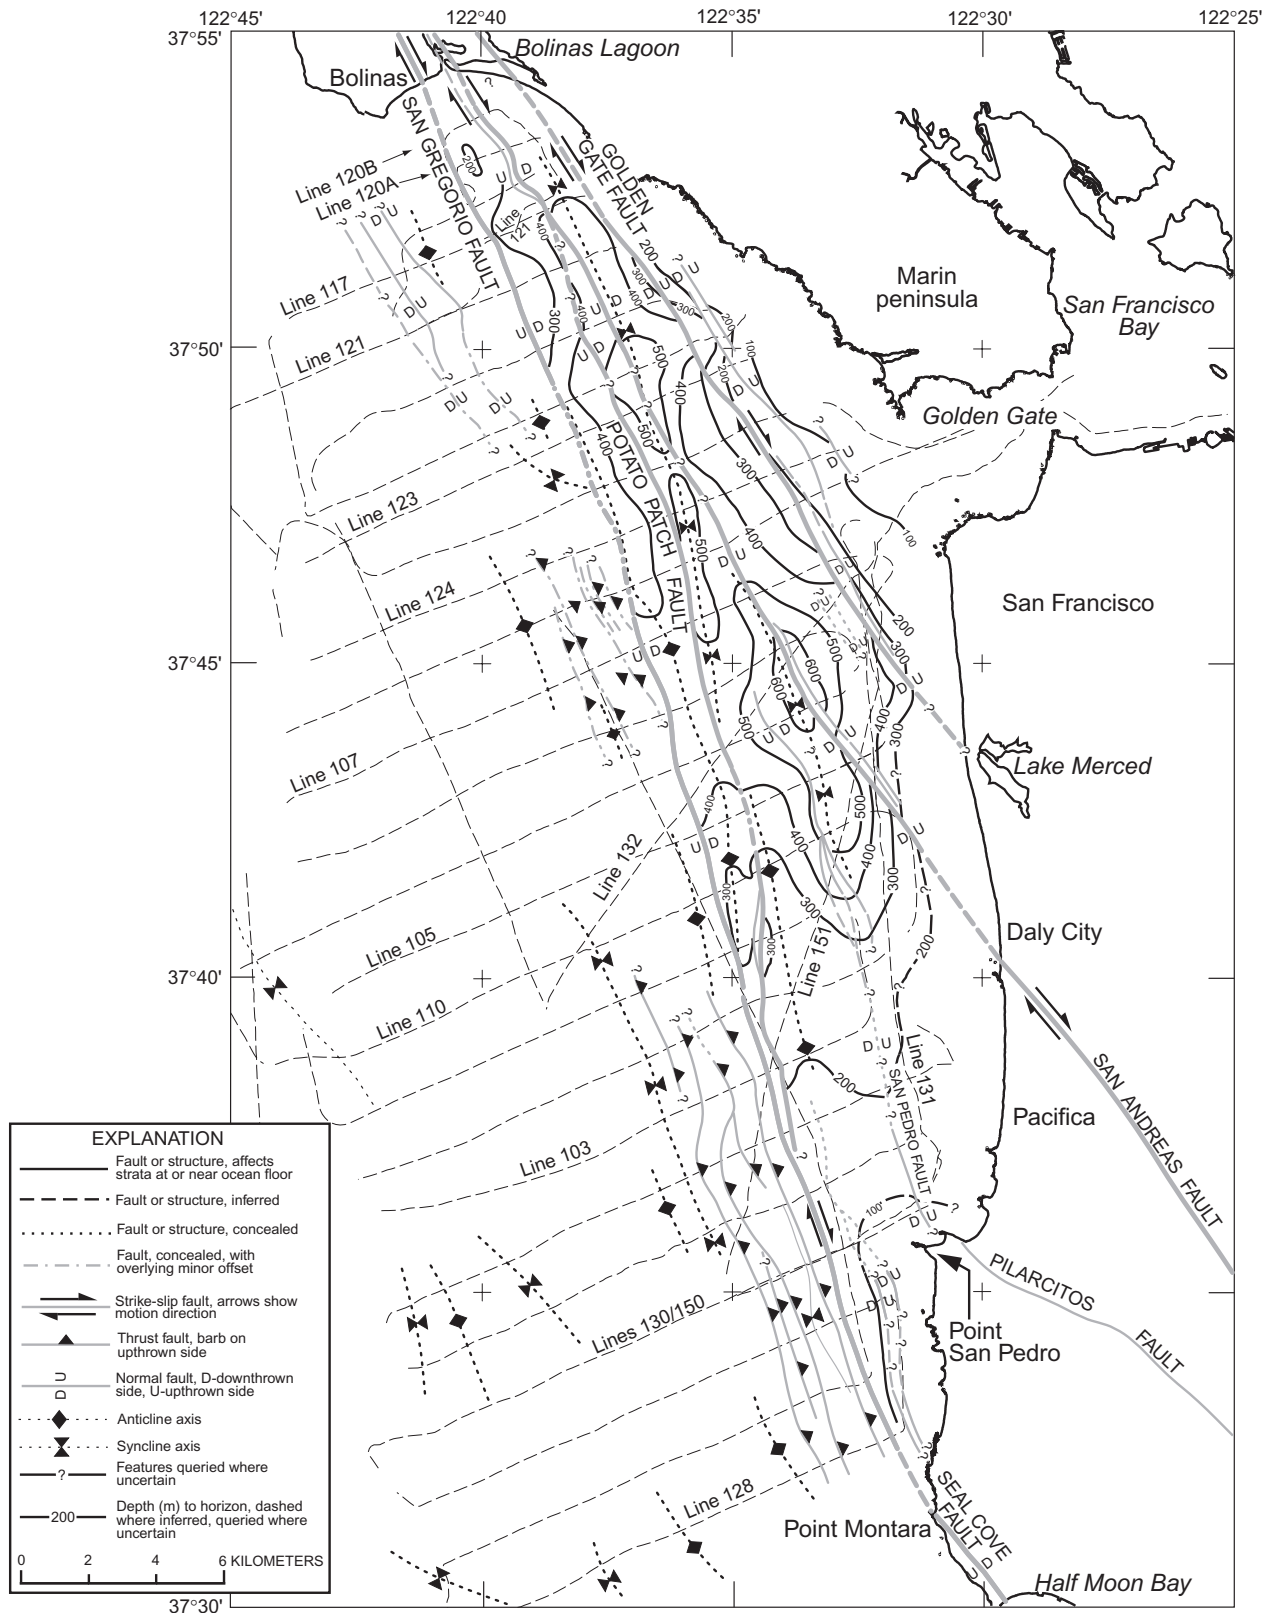 122°45'
122°40'
122°35'
122°30'
122°25'
37°55'
Bolinas Lagoon
Bolinas
SAN GREGORIO FAULT
GOLDEN
GATE FAULT
Line 120B
Line 120A
Line
121
Line 117
Line 121
Marin
peninsula
San Francisco
Bay
37°50'
Golden Gate
POTATO PATCH FAULT
Line 123
Line 124
San Francisco
37°45'
Line 107
Lake Merced
Line 132
Line 105
Line 151
Daly City
37°40'
Line 110
Line 131
SAN PEDRO FAULT
SAN ANDREAS FAULT
Pacifica
Line 103
PILARCITOS
FAULT
Lines 130/150
Point
San Pedro
Line 128
Point Montara
SEAL COVE
FAULT
Half Moon Bay
37°30'
200
300
400
500
600
100
U
D
?
EXPLANATION
Fault or structure, affects
strata at or near ocean floor
Fault or structure, inferred
Fault or structure, concealed
Fault, concealed, with
overlying minor offset
Strike-slip fault, arrows show
motion direction
Thrust fault, barb on
upthrown side
U
D
Normal fault, D-downthrown
side, U-upthrown side
Anticline axis
Syncline axis
?
Features queried where
uncertain
200
Depth (m) to horizon, dashed
where inferred, queried where
uncertain
0 2 4 6 KILOMETERS